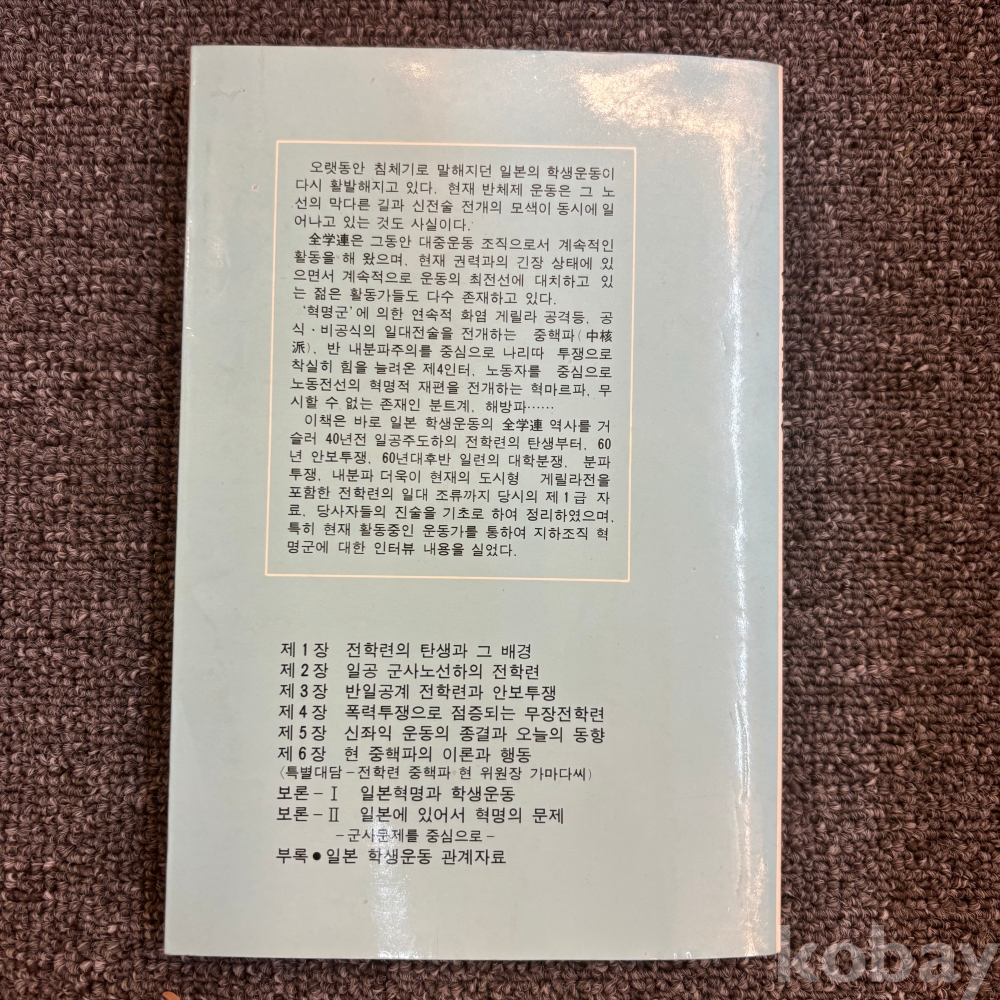 오랫동안 침체기로 말해지던 일본의 학생운동이
다시 활발해지고 있다. 현재 반체제 운동은 그 노
선의 막다른 길과 신전술 전개의 모색이 동시에 일
어나고 있는 것도 사실이다.
全学連은 그동안 대중운동 조직으로서 계속적인
활동을 해 왔으며, 현재 권력과의 긴장 상태에 있
으면서 계속적으로 운동의 최전선에 대치하고 있
는 젊은 활동가들도 다수 존재하고 있다.
'혁명군'에 의한 연속적 화염 게릴라 공격등, 공
식·비공식의 일대전술을 전개하는 중핵파(中核
派), 반 내분파주의를 중심으로 나리따 투쟁으로
착실히 힘을 늘려온 제4인터, 노동자를 중심으로
노동전선의 혁명적 재편을 전개하는 혁마르파, 무
시할 수 없는 존재인 분트계, 해방파……
이책은 바로 일본 학생운동의 全学連 역사를 거
슬러 40년전 일공주도하의 전학련의 탄생부터, 60
년 안보투쟁, 60년대후반 일련의 대학분쟁, 분파
투쟁, 내분파 더욱이 현재의 도시형 게릴라전을
포함한 전학련의 일대 조류까지 당시의 제1급 자
료, 당사자들의 진술을 기초로 하여 정리하였으며,
특히 현재 활동중인 운동가를 통하여 지하조직 혁
명군에 대한 인터뷰 내용을 실었다.
제1장 전학련의 탄생과 그 배경
제2장 일공 군사노선하의 전학련
제3장 반일공계 전학련과 안보투쟁
제4장 폭력투쟁으로 점증되는 무장전학련
제5장 신좌익 운동의 종결과 오늘의 동향
제6장 현 중핵파의 이론과 행동
〈특별대담-전학련 중핵파 현 위원장 가마다씨〉
보론-Ⅰ 일본혁명과 학생운동
보론-Ⅱ 일본에 있어서 혁명의 문제
-군사문제를 중심으로-
부록●일본 학생운동 관계자료
kobay